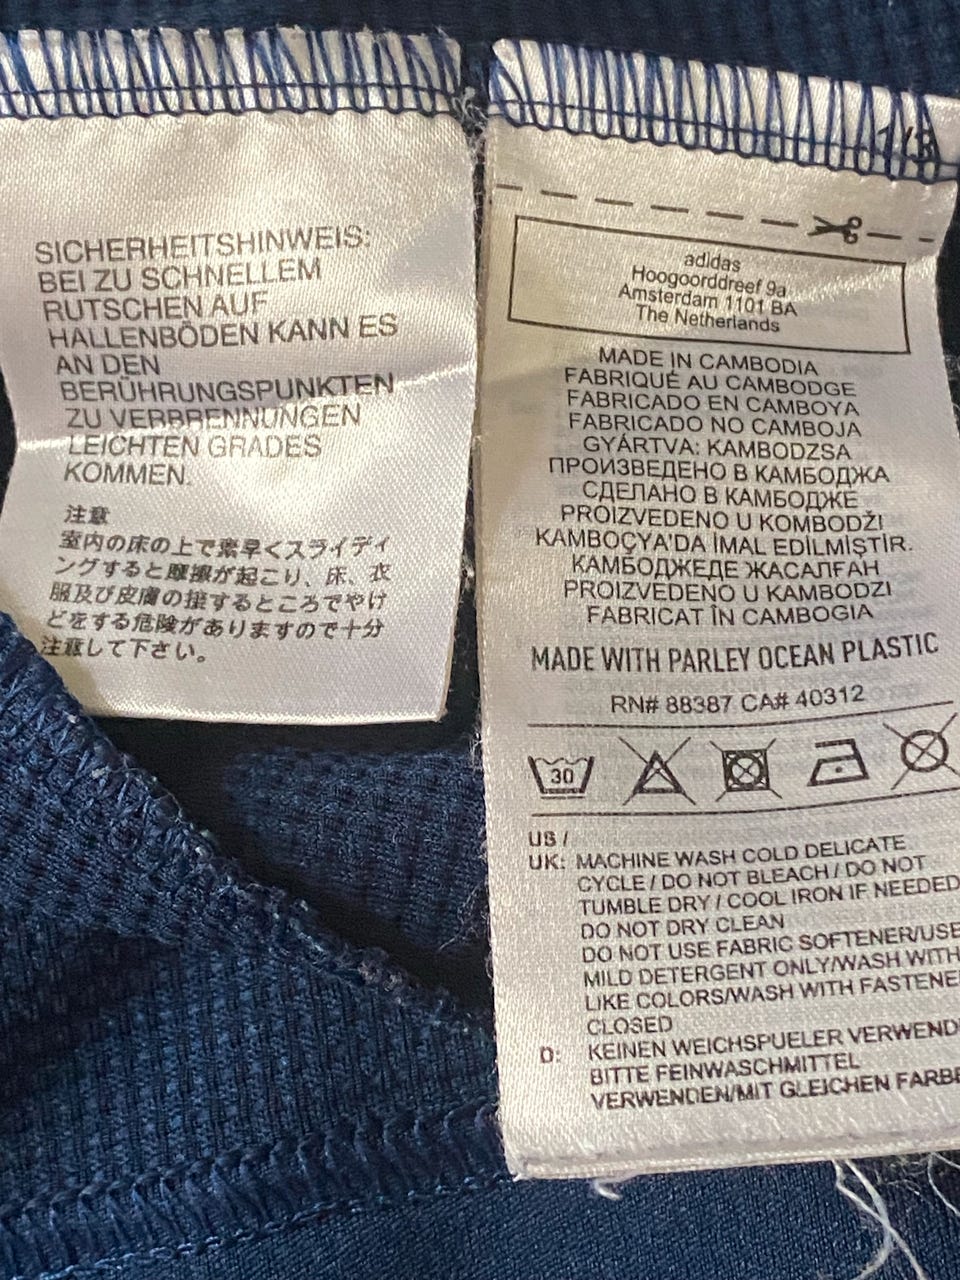 SICHERHEITSHINWEIS:
BEI ZU SCHNELLEM
RUTSCHEN AUF
HALLENBÖDEN KANN ES
AN DEN
BERÜHRUNGSPUNKTEN
ZU VERBRENNUNGEN
LEICHTEN GRADES
KOMMEN.
注意
室内の床の上で素早くスライディ
ングすると摩擦が起こり、床、衣
服及び皮膚の接するところでやけ
どをする危険がありますので十分
注意して下さい。
adidas
Hoogoorddreef 9a
Amsterdam 1101 BA
The Netherlands
MADE IN CAMBODIA
FABRIQUÉ AU CAMBODGE
FABRICADO EN CAMBOYA
FABRICADO NO CAMBOJA
GYÁRTVA: KAMBODZSA
ПРОИЗВЕДЕНО В КАМБОДЖА
СДЕЛАНО В КАМБОДЖЕ
PROIZVEDENO U KOMBODŽI
KAMBOÇYA'DA İMAL EDİLMİŞTİR.
КАМБОДЖЕДЕ ЖАСАЛҒАН
PROIZVEDENO U KAMBODZI
FABRICAT ÎN CAMBOGIA
MADE WITH PARLEY OCEAN PLASTIC
RN# 88387 CA# 40312
30
US /
UK: MACHINE WASH COLD DELICATE
CYCLE / DO NOT BLEACH / DO NOT
TUMBLE DRY / COOL IRON IF NEEDED
DO NOT DRY CLEAN
DO NOT USE FABRIC SOFTENER/USE
MILD DETERGENT ONLY/WASH WITH
LIKE COLORS/WASH WITH FASTENE
CLOSED
D: KEINEN WEICHSPUELER VERWEND
BITTE FEINWASCHMITTEL
VERWENDEN/MIT GLEICHEN FARBE